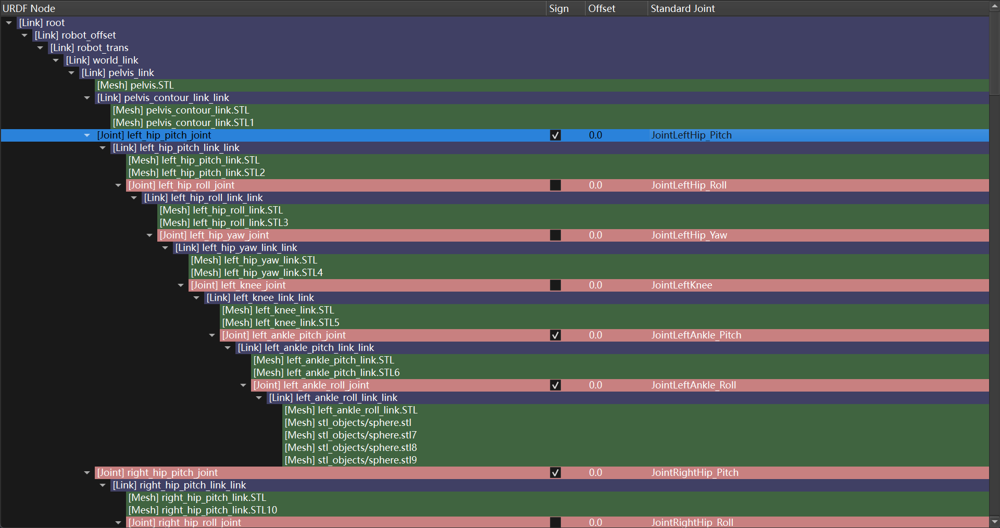 URDF Node Sign Offset Standard Joint
[Link] root
[Link] robot_offset
[Link] robot_trans
[Link] world_link
[Link] pelvis_link
[Mesh] pelvis.STL
[Link] pelvis_contour_link_link
[Mesh] pelvis_contour_link.STL
[Mesh] pelvis_contour_link.STL1
[Joint] left_hip_pitch_joint 0.0 JointLeftHip_Pitch
[Link] left_hip_pitch_link_link
[Mesh] left_hip_pitch_link.STL
[Mesh] left_hip_pitch_link.STL2
[Joint] left_hip_roll_joint 0.0 JointLeftHip_Roll
[Link] left_hip_roll_link_link
[Mesh] left_hip_roll_link.STL
[Mesh] left_hip_roll_link.STL3
[Joint] left_hip_yaw_joint 0.0 JointLeftHip_Yaw
[Link] left_hip_yaw_link_link
[Mesh] left_hip_yaw_link.STL
[Mesh] left_hip_yaw_link.STL4
[Joint] left_knee_joint 0.0 JointLeftKnee
[Link] left_knee_link_link
[Mesh] left_knee_link.STL
[Mesh] left_knee_link.STL5
[Joint] left_ankle_pitch_joint 0.0 JointLeftAnkle_Pitch
[Link] left_ankle_pitch_link_link
[Mesh] left_ankle_pitch_link.STL
[Mesh] left_ankle_pitch_link.STL6
[Joint] left_ankle_roll_joint 0.0 JointLeftAnkle_Roll
[Link] left_ankle_roll_link_link
[Mesh] left_ankle_roll_link.STL
[Mesh] stl_objects/sphere.stl
[Mesh] stl_objects/sphere.stl7
[Mesh] stl_objects/sphere.stl8
[Mesh] stl_objects/sphere.stl9
[Joint] right_hip_pitch_joint 0.0 JointRightHip_Pitch
[Link] right_hip_pitch_link_link
[Mesh] right_hip_pitch_link.STL
[Mesh] right_hip_pitch_link.STL10
[Joint] right_hip_roll_joint 0.0 JointRightHip_Roll